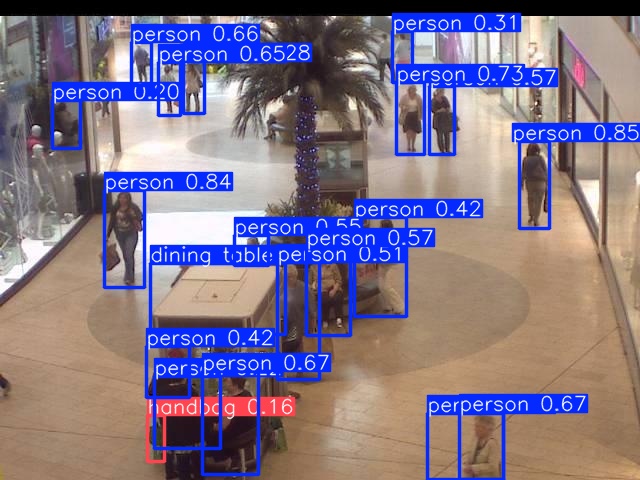 person 0.31
person 0.66
person 0.6528
person 0.73
0.57
person 0.20
person 0.85
person 0.84
person 0.42
person 0.55
person 0.57
dining table
person 0.51
person 0.42
person 0.67
handbag 0.16
person 0.67